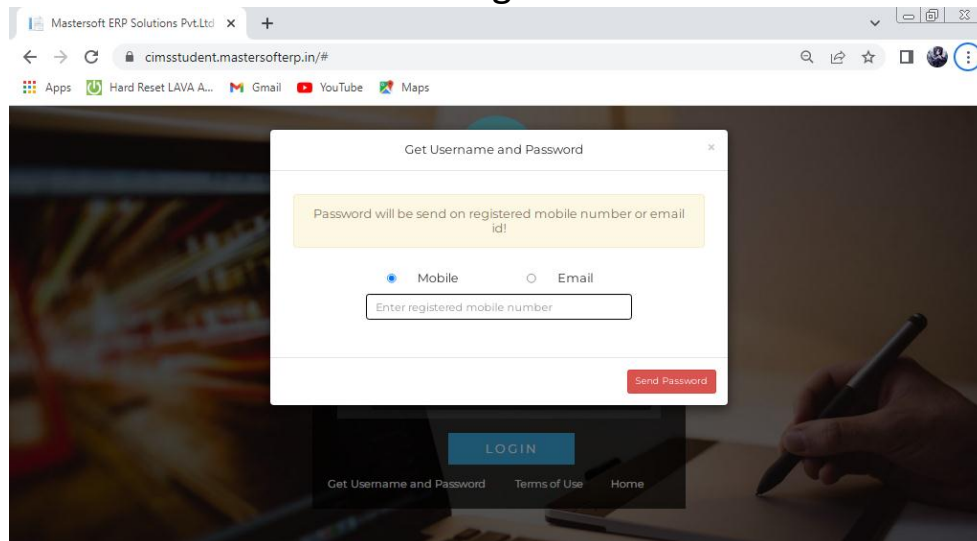 Mastersoft ERP Solutions Pvt.Ltd
cimsstudent.mastersofterp.in/#
Apps Hard Reset LAVA A... Gmail YouTube Maps
Get Username and Password ×
Password will be send on registered mobile number or email
id!
Mobile Email
Enter registered mobile number
Send Password
LOGIN
Get Username and Password Terms of Use Home